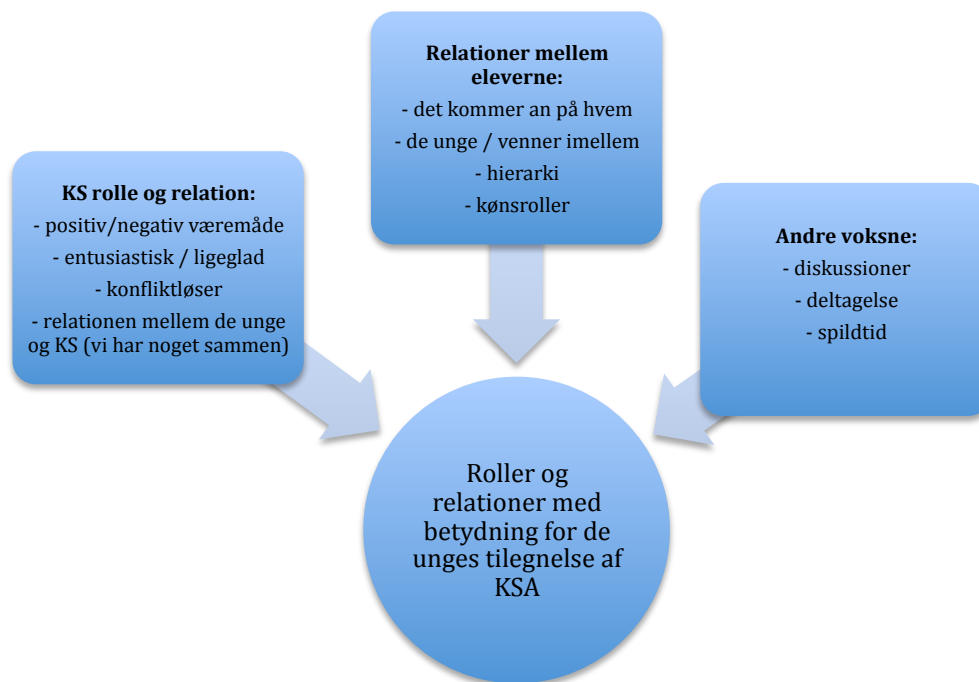 KS rolle og relation:
- positiv/negativ væremåde
- entusiastisk / ligeglad
- konfliktløser
- relationen mellem de unge
og KS (vi har noget sammen)
Relationer mellem
eleverne:
- det kommer an på hvem
- de unge / venner imellem
- hierarki
- kønsroller
Andre voksne:
- diskussioner
- deltagelse
- spildtid
Roller og
relationer med
betydning for de
unges tilegnelse af
KSA